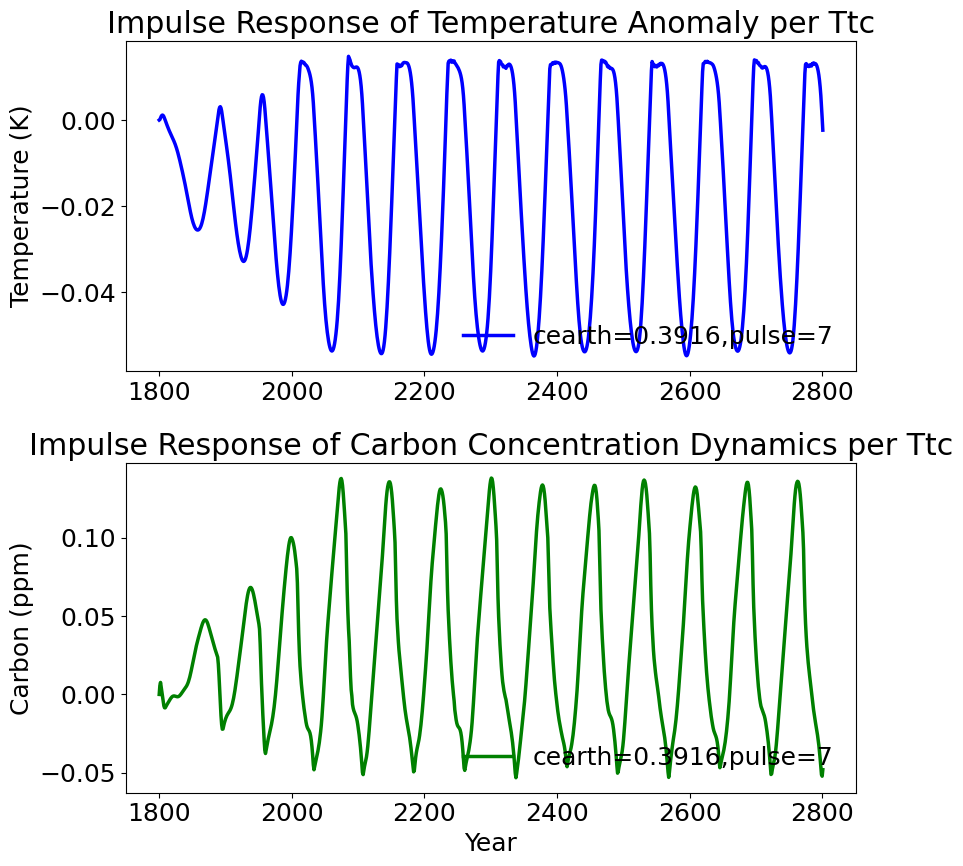 Impulse Response of Temperature Anomaly per Ttc
Temperature (K)
0.00
−0.02
−0.04
cearth=0.3916,pulse=7
1800 2000 2200 2400 2600 2800
Impulse Response of Carbon Concentration Dynamics per Ttc
Carbon (ppm)
0.10
0.05
0.00
−0.05
cearth=0.3916,pulse=7
1800 2000 2200 2400 2600 2800
Year